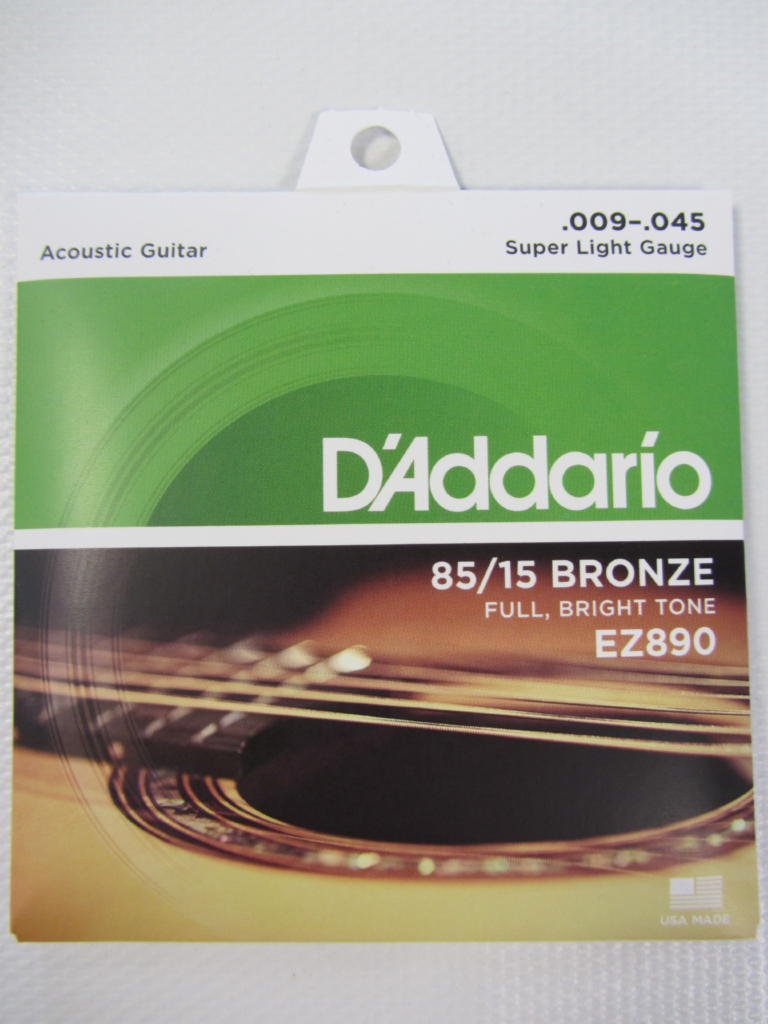 .009–.045
Acoustic Guitar
Super Light Gauge
D'Addario
85/15 BRONZE
FULL, BRIGHT TONE
EZ890
USA MADE